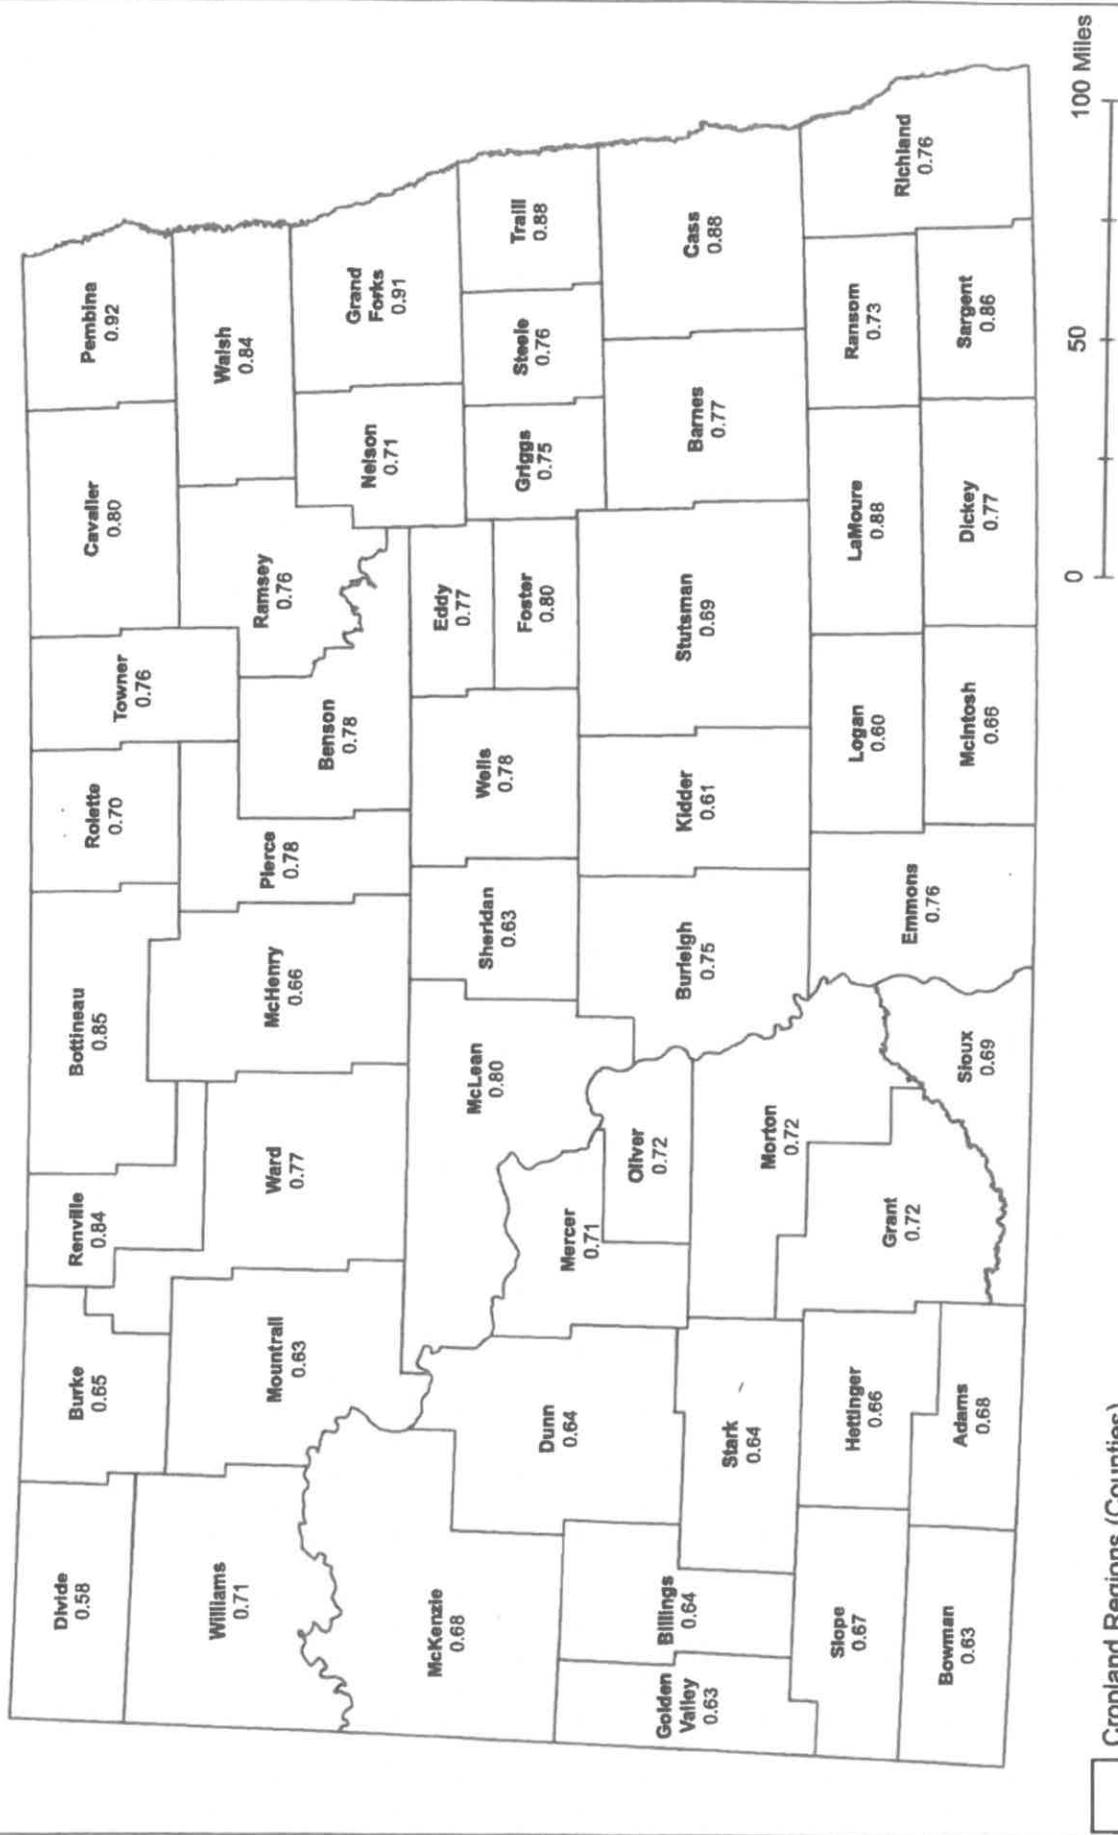 Divide
0.58
Burke
0.65
Renville
0.84
Bottineau
0.85
Rolette
0.70
Towner
0.76
Cavalier
0.80
Pembina
0.92
Williams
0.71
Mountrail
0.63
Ward
0.77
McHenry
0.66
Pierce
0.78
Benson
0.78
Ramsey
0.76
Walsh
0.84
Nelson
0.71
Grand
Forks
0.91
McKenzie
0.68
Dunn
0.64
Mercer
0.71
Oliver
0.72
McLean
0.80
Sheridan
0.63
Wells
0.78
Eddy
0.77
Foster
0.80
Griggs
0.75
Steele
0.76
Traill
0.88
Golden
Valley
0.63
Billings
0.64
Stark
0.64
Morton
0.72
Burleigh
0.75
Kidder
0.61
Stutsman
0.69
Barnes
0.77
Cass
0.88
Slope
0.67
Hettinger
0.66
Grant
0.72
Emmons
0.76
Logan
0.60
LaMoure
0.88
Ransom
0.73
Richland
0.76
Bowman
0.63
Adams
0.68
Sioux
0.69
McIntosh
0.66
Dickey
0.77
Sargent
0.86
0 50 100 Miles
Cropland Regions (Counties)